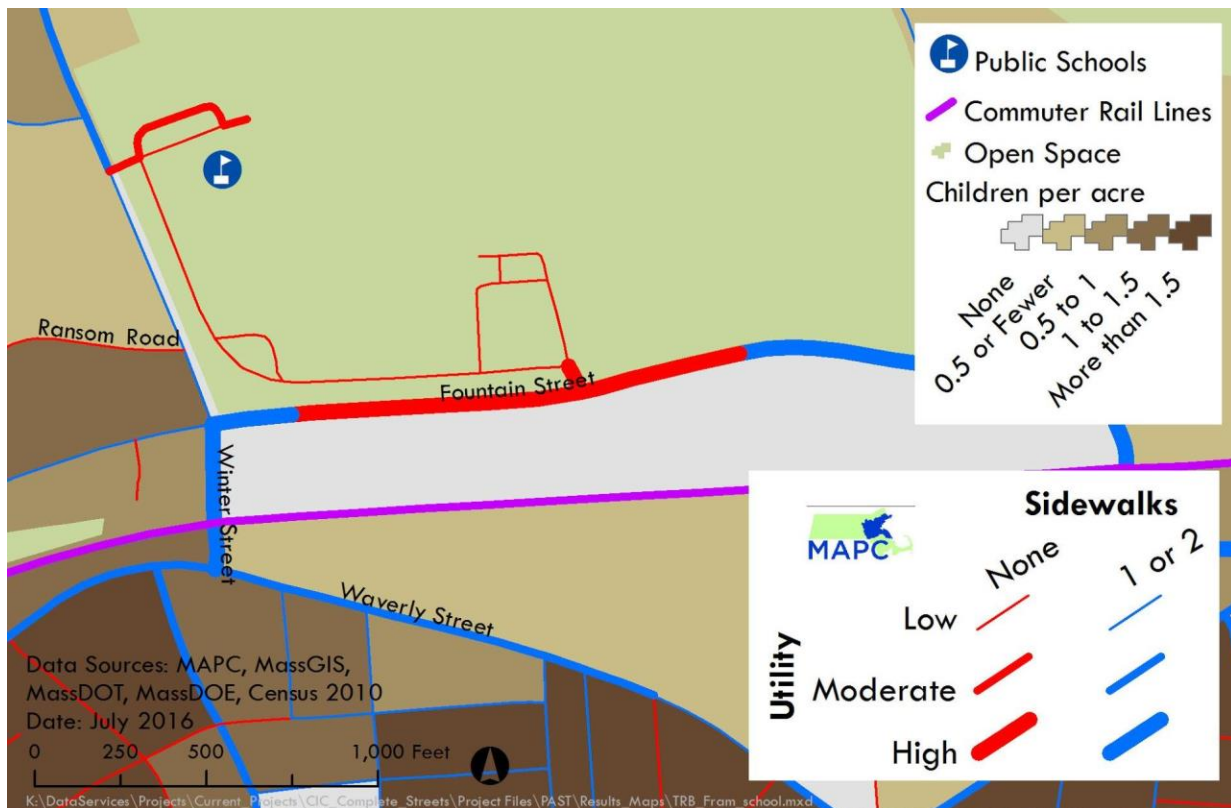 Public Schools
Commuter Rail Lines
Open Space
Children per acre
None
0.5 or Fewer
0.5 to 1
1 to 1.5
More than 1.5
Ransom Road
Fountain Street
Winter Street
Waverly Street
Sidewalks
MAPC
None
1 or 2
Utility
Low
Moderate
High
Data Sources: MAPC, MassGIS,
MassDOT, MassDOE, Census 2010
Date: July 2016
0 250 500 1,000 Feet
K:\DataServices\Projects\Current_Projects\CIC_Complete_Streets\Project Files\PAST\Results_Maps\TRB_Fram_school.mxd